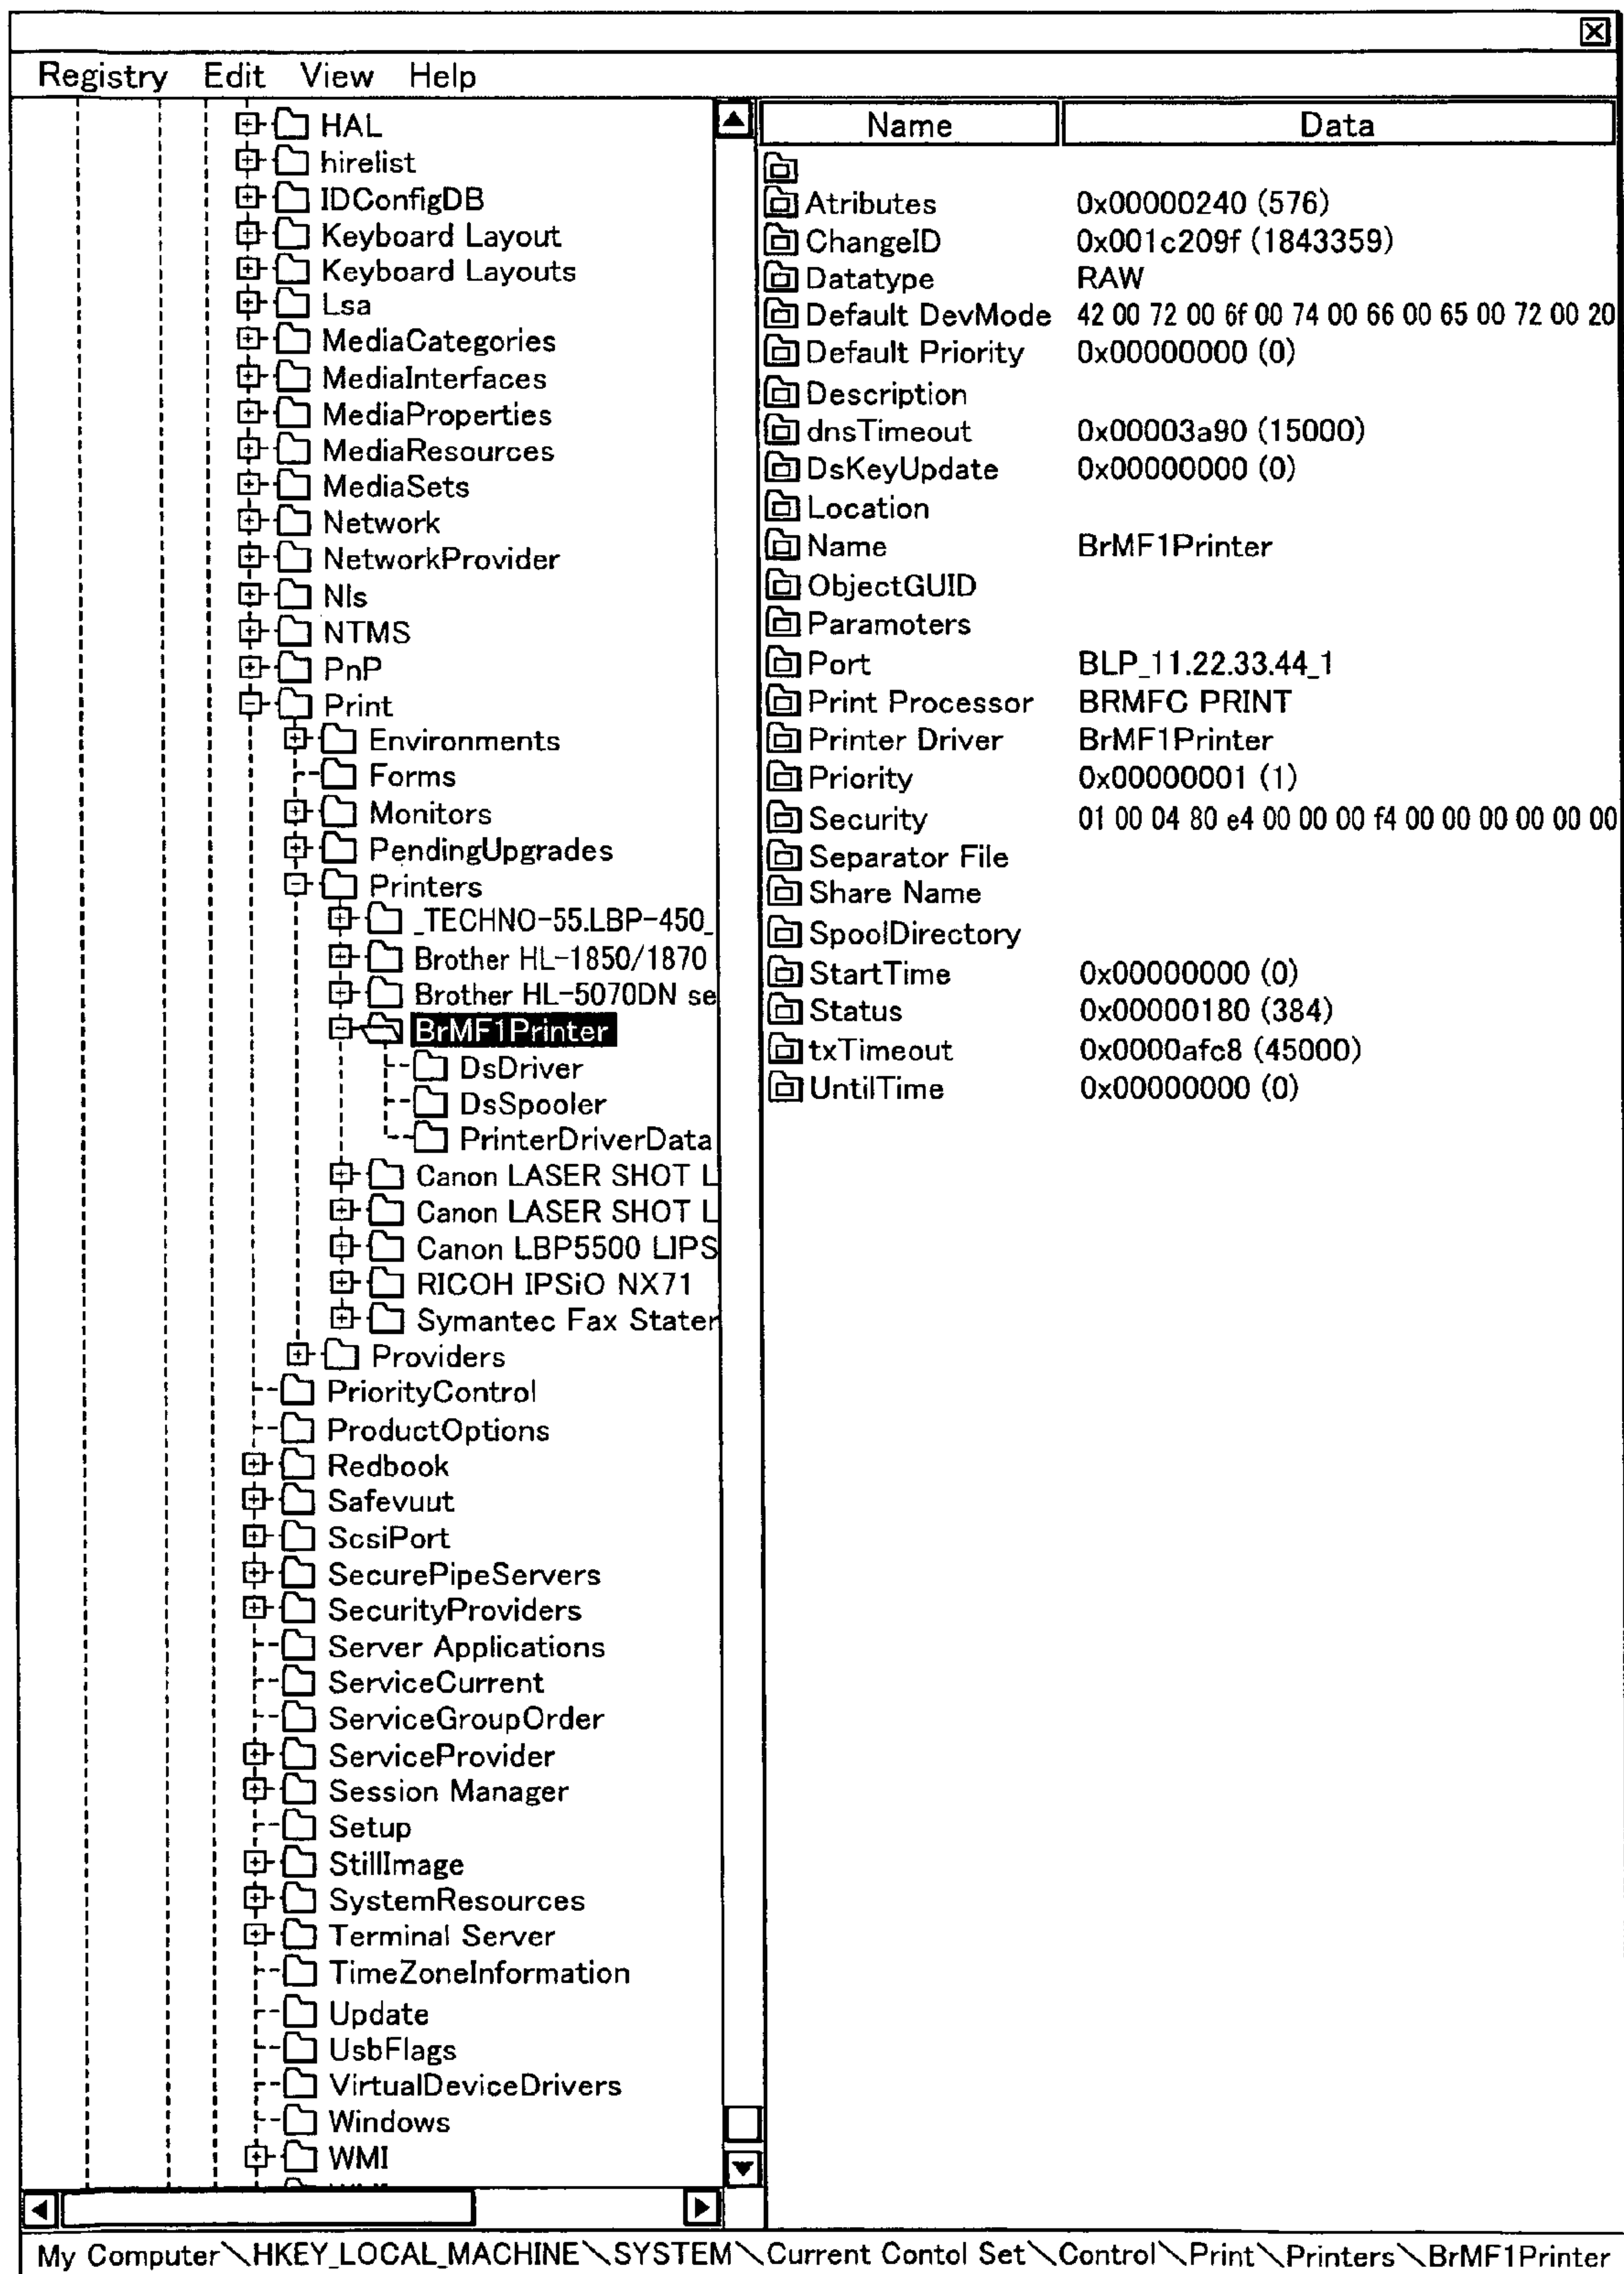 Registry Edit View Help
HAL
hirelist
IDConfigDB
Keyboard Layout
Keyboard Layouts
Lsa
MediaCategories
MediaInterfaces
MediaProperties
MediaResources
MediaSets
Network
NetworkProvider
Nls
NTMS
PnP
Print
Environments
Forms
Monitors
PendingUpgrades
Printers
_TECHNO-55.LBP-450_
Brother HL-1850/1870
Brother HL-5070DN se
BrMF1Printer
DsDriver
DsSpooler
PrinterDriverData
Canon LASER SHOT L
Canon LASER SHOT L
Canon LBP5500 LIPS
RICOH IPSiO NX71
Symantec Fax Stater
Providers
PriorityControl
ProductOptions
Redbook
Safevuut
ScsiPort
SecurePipeServers
SecurityProviders
Server Applications
ServiceCurrent
ServiceGroupOrder
ServiceProvider
Session Manager
Setup
StillImage
SystemResources
Terminal Server
TimeZoneInformation
Update
UsbFlags
VirtualDeviceDrivers
Windows
WMI
Name Data
Atributes 0x00000240 (576)
ChangeID 0x001c209f (1843359)
Datatype RAW
Default DevMode 42 00 72 00 6f 00 74 00 66 00 65 00 72 00 20
Default Priority 0x00000000 (0)
Description
dnsTimeout 0x00003a90 (15000)
DsKeyUpdate 0x00000000 (0)
Location
Name BrMF1Printer
ObjectGUID
Paramoters
Port BLP_11.22.33.44_1
Print Processor BRMFC PRINT
Printer Driver BrMF1Printer
Priority 0x00000001 (1)
Security 01 00 04 80 e4 00 00 00 f4 00 00 00 00 00 00
Separator File
Share Name
SpoolDirectory
StartTime 0x00000000 (0)
Status 0x00000180 (384)
txTimeout 0x0000afc8 (45000)
UntilTime 0x00000000 (0)
My Computer\HKEY_LOCAL_MACHINE\SYSTEM\Current Contol Set\Control\Print\Printers\BrMF1Printer